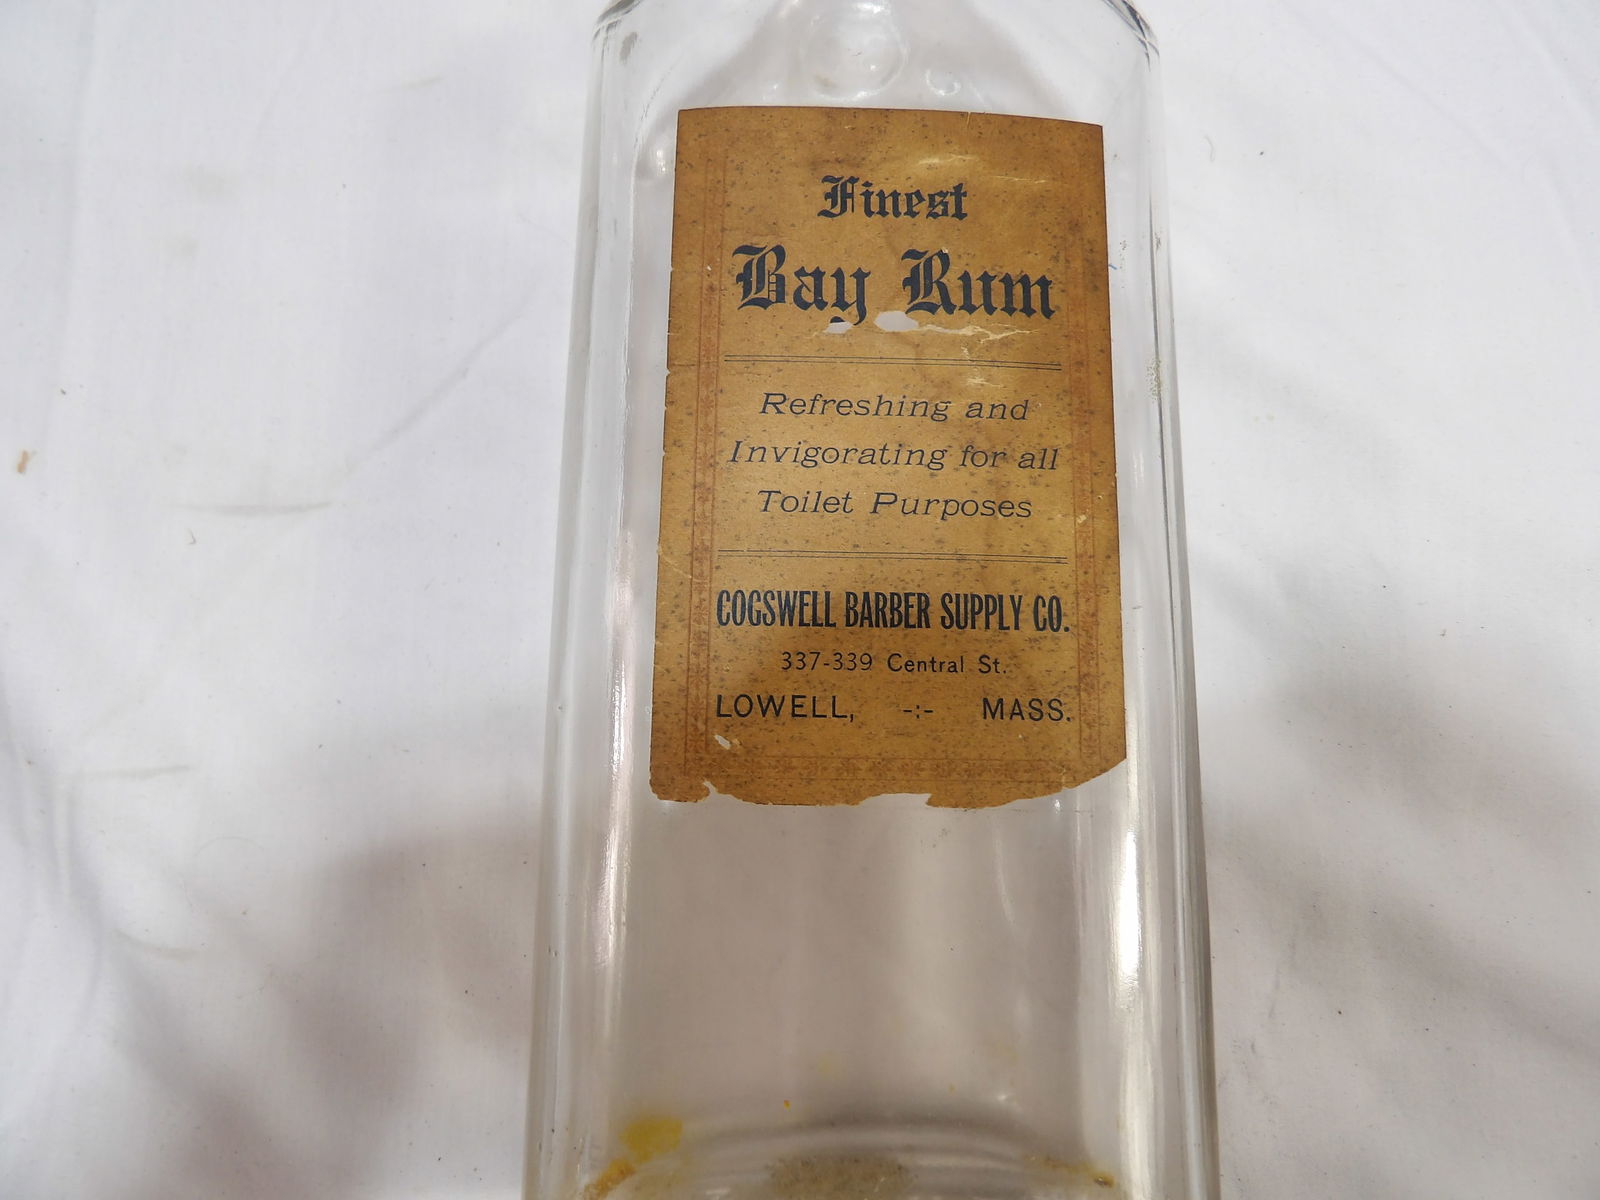 Finest
Bay Rum
Refreshing and
Invigorating for all
Toilet Purposes
COGSWELL BARBER SUPPLY CO.
337-339 Central St.
LOWELL, -:- MASS.